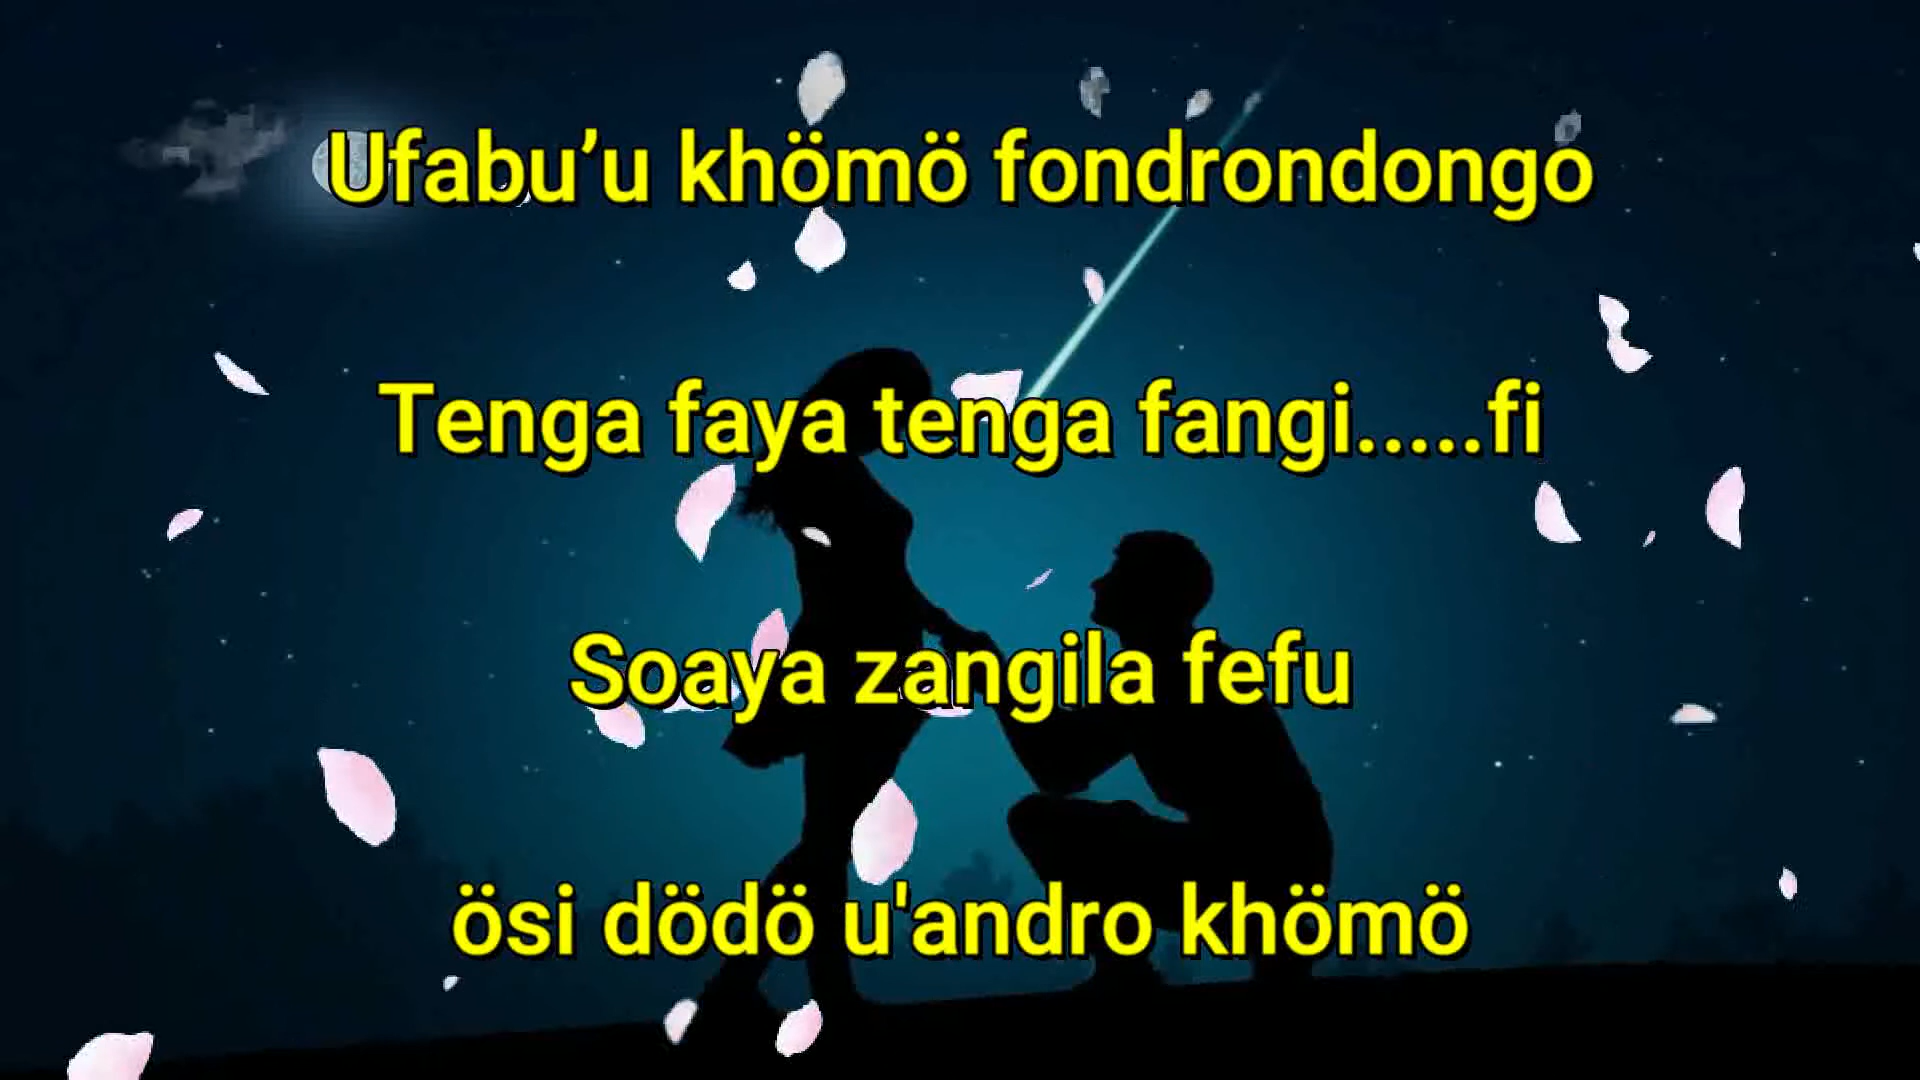 Ufabu’u khömö fondrondongo
Tenga faya tenga fangi.....fi
Soaya zangila fefu
ösi dödö u'andro khömö